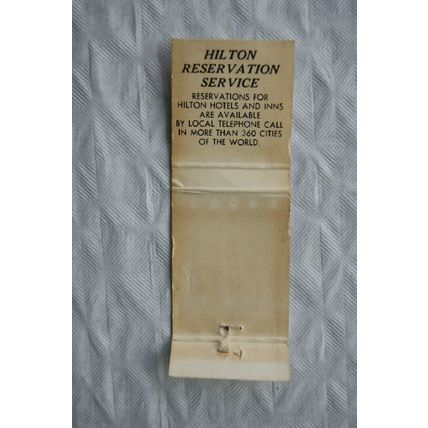 HILTON
RESERVATION
SERVICE
RESERVATIONS FOR
HILTON HOTELS AND INNS
ARE AVAILABLE
BY LOCAL TELEPHONE CALL
IN MORE THAN 360 CITIES
OF THE WORLD.